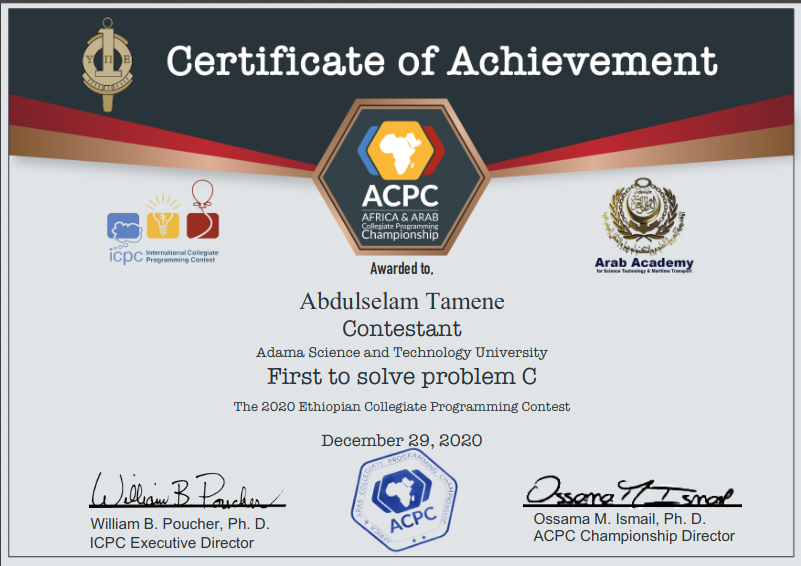 Certificate of Achievement
ACPC
AFRICA & ARAB
Collegiate Programming
Championship
icpc International Collegiate
Programming Contest
Arab Academy
for Science Technology & Maritime Transport
Awarded to,
Abdulselam Tamene
Contestant
Adama Science and Technology University
First to solve problem C
The 2020 Ethiopian Collegiate Programming Contest
December 29, 2020
William B Poucher
ARAB COLLEGIATE PROGRAMMING CHAMPIONSHIP
AFRICA &
ACPC
Ossama M Ismail
William B. Poucher, Ph. D.
ICPC Executive Director
Ossama M. Ismail, Ph. D.
ACPC Championship Director